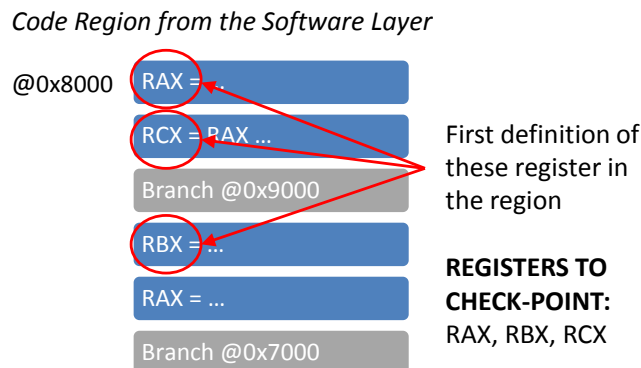 Code Region from the Software Layer
@0x8000
RAX = ...
RCX = RAX ...
Branch @0x9000
RBX = ...
RAX = ...
Branch @0x7000
First definition of
these register in
the region
REGISTERS TO
CHECK-POINT:
RAX, RBX, RCX